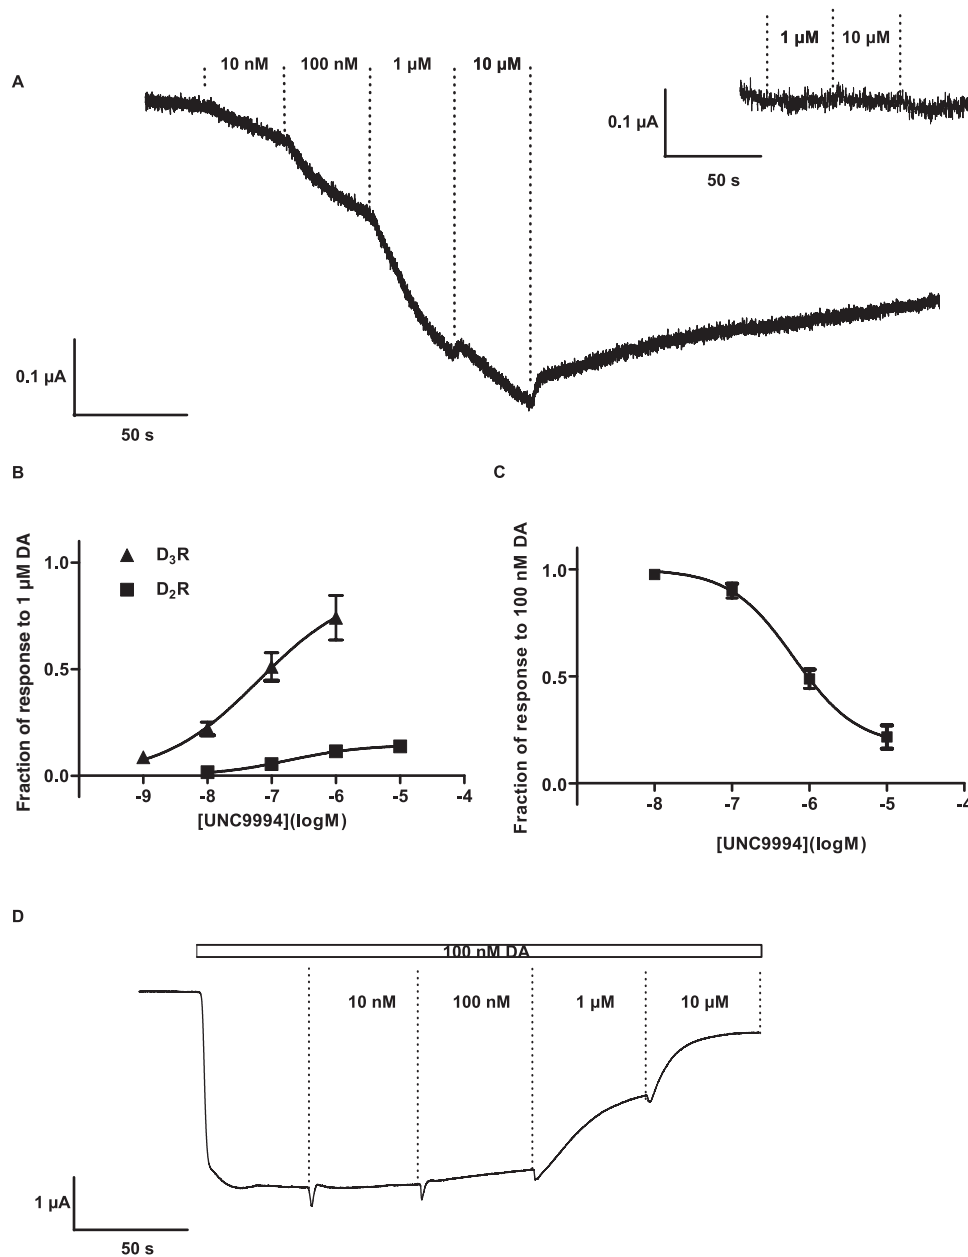 A
10 nM
100 nM
1 µM
10 µM
0.1 µA
50 s
1 µM
10 µM
0.1 µA
50 s
B
Fraction of response to 1 µM DA
1.0
0.5
0.0
D3R
D2R
-9
-8
-7
-6
-5
-4
[UNC9994](logM)
C
Fraction of response to 100 nM DA
1.0
0.5
0.0
-8
-7
-6
-5
-4
[UNC9994](logM)
D
100 nM DA
10 nM
100 nM
1 µM
10 µM
1 µA
50 s